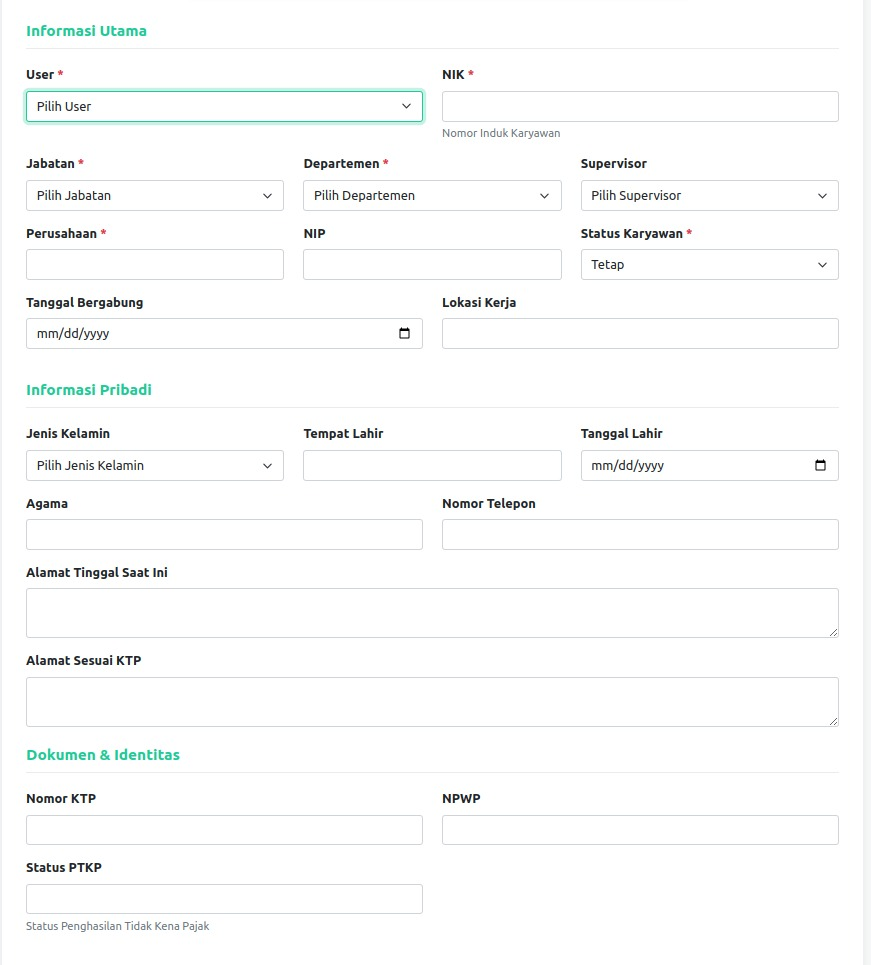 Informasi Utama
User *
NIK *
Pilih User
Nomor Induk Karyawan
Jabatan *
Departemen *
Supervisor
Pilih Jabatan
Pilih Departemen
Pilih Supervisor
Perusahaan *
NIP
Status Karyawan *
Tetap
Tanggal Bergabung
Lokasi Kerja
mm/dd/yyyy
Informasi Pribadi
Jenis Kelamin
Tempat Lahir
Tanggal Lahir
Pilih Jenis Kelamin
mm/dd/yyyy
Agama
Nomor Telepon
Alamat Tinggal Saat Ini
Alamat Sesuai KTP
Dokumen & Identitas
Nomor KTP
NPWP
Status PTKP
Status Penghasilan Tidak Kena Pajak